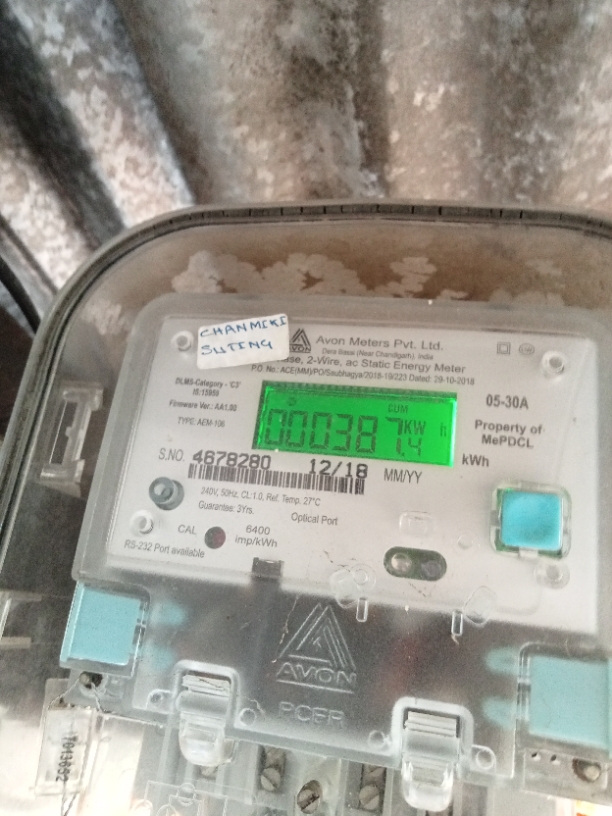 CHANMIKI
SUTING
AVON
Avon Meters Pvt. Ltd.
Dera Bassi (Near Chandigarh), India
2-Wire, ac Static Energy Meter
P.O. No.: ACE(MM)/PO/Saubhagya/2018-19/223 Dated: 29-10-2018
DLMS-Category - 'C3'
IS:15959
Firmware Ver.: AA1.00
TYPE: AEM-106
05-30A
Property of
MePDCL
CUM
000387.4 KW h
kWh
S.NO. 4678280 12/18 MM/YY
240V, 50Hz, CL:1.0, Ref. Temp. 27°C
Guarantee: 3Yrs.
Optical Port
CAL
6400
imp/kWh
RS-232 Port available
AVON